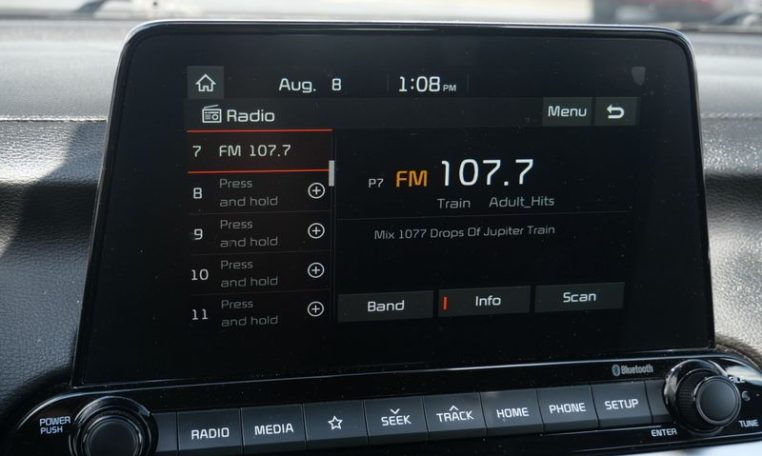 Aug. 8 1:08 PM
Radio Menu
7 FM 107.7
8 Press and hold
9 Press and hold
10 Press and hold
11 Press and hold
P7 FM 107.7
Train Adult_Hits
Mix 1077 Drops Of Jupiter Train
Band Info Scan
Bluetooth
POWER PUSH
RADIO MEDIA SEEK TRACK HOME PHONE SETUP
ENTER
TUNE